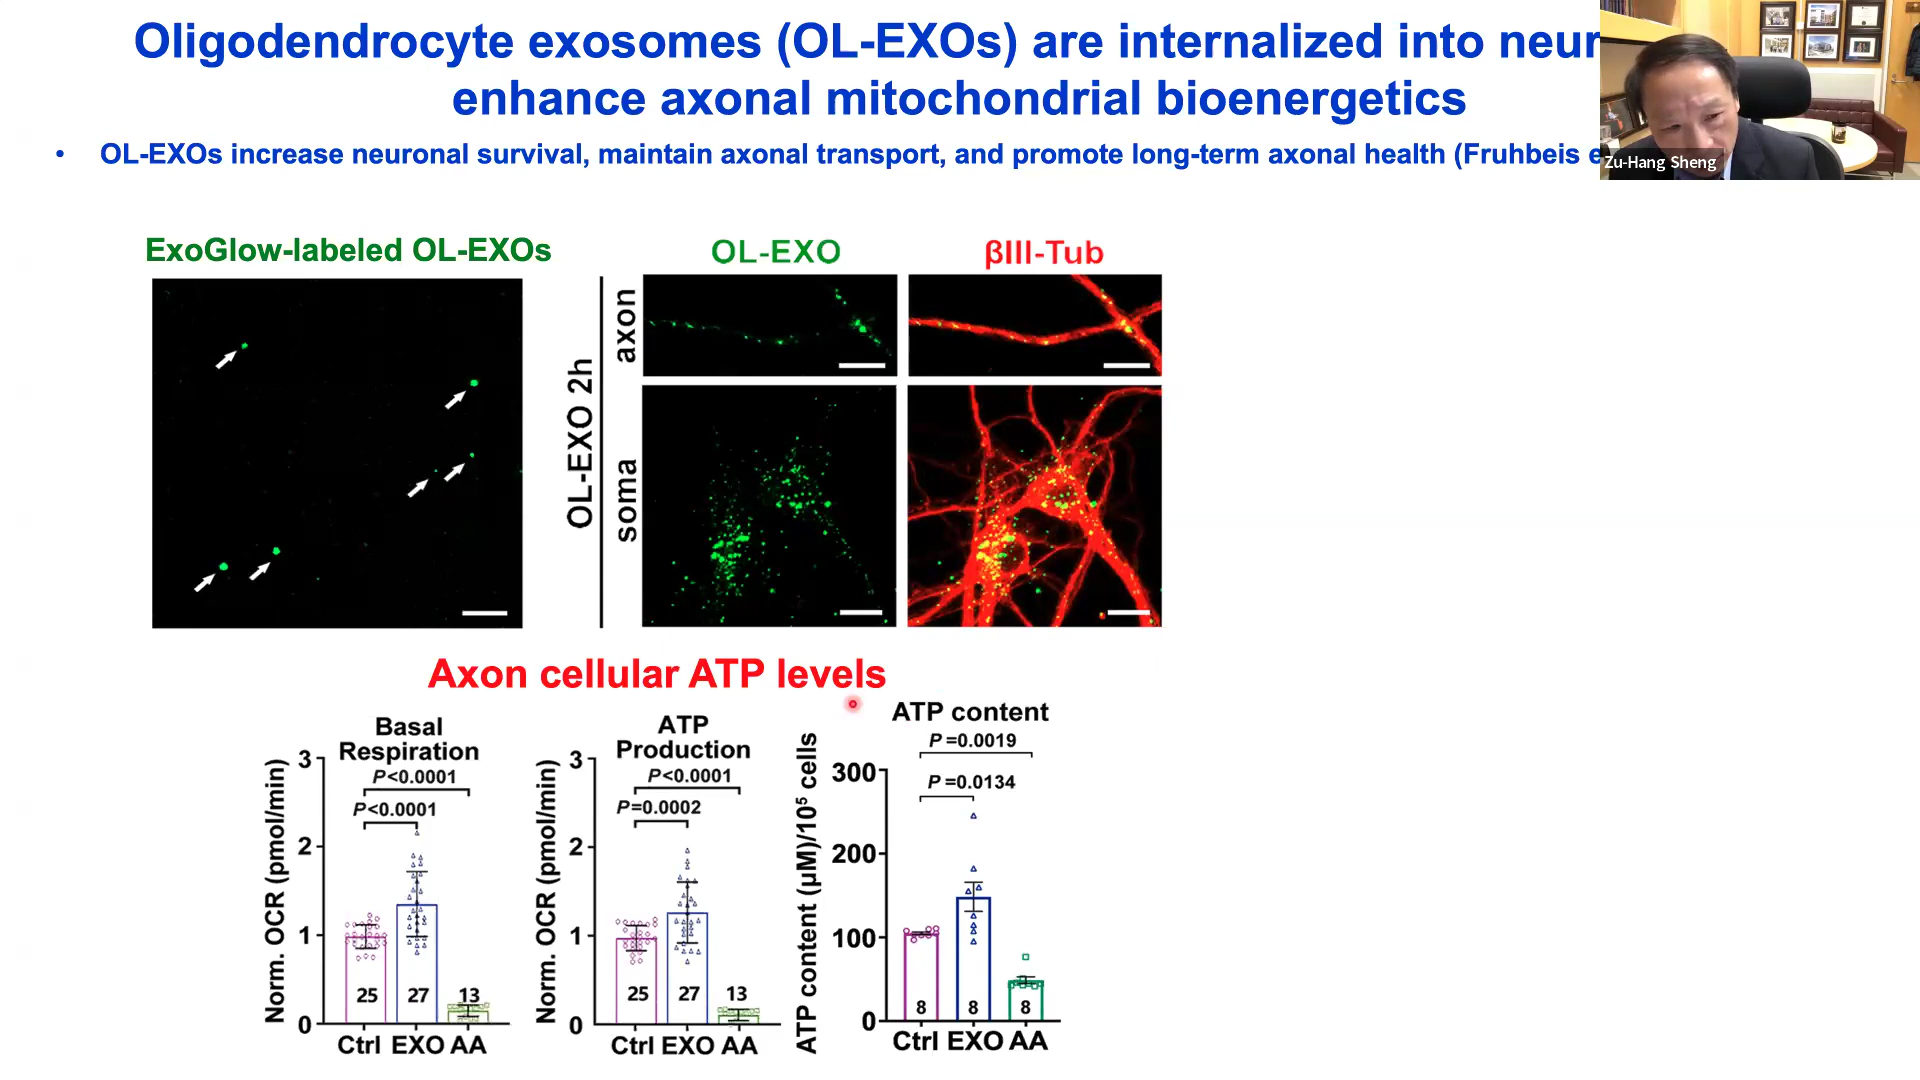 Oligodendrocyte exosomes (OL-EXOs) are internalized into
enhance axonal mitochondrial bioenergetics
• OL-EXOs increase neuronal survival, maintain axonal transport, and promote long-term axonal health (Fruhbeis
Zu-Hang Sheng
ExoGlow-labeled OL-EXOs
OL-EXO
βIII-Tub
OL-EXO 2h
axon
soma
Axon cellular ATP levels
Basal
Respiration
P<0.0001
P<0.0001
Norm. OCR (pmol/min)
3
2
1
0
25
27
13
Ctrl EXO AA
ATP
Production
P<0.0001
P=0.0002
Norm. OCR (pmol/min)
3
2
1
0
25
27
13
Ctrl EXO AA
ATP content
P =0.0019
P =0.0134
ATP content (μM)/10⁵ cells
300
200
100
0
8
8
8
Ctrl EXO AA